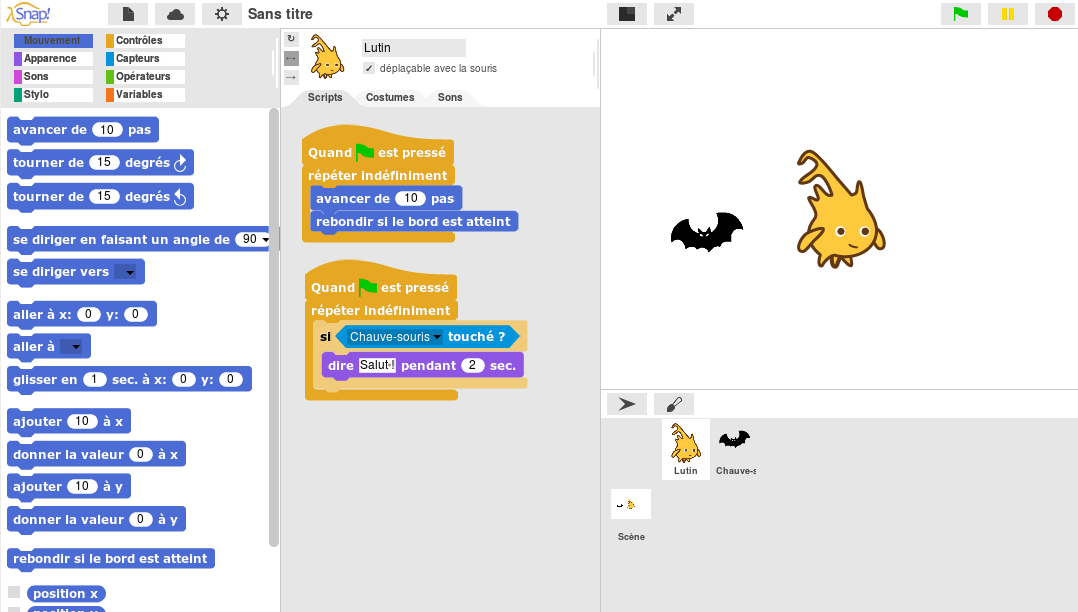 Snap!
Sans titre
Mouvement
Contrôles
Apparence
Capteurs
Sons
Opérateurs
Stylo
Variables
avancer de 10 pas
tourner de 15 degrés
tourner de 15 degrés
se diriger en faisant un angle de 90
se diriger vers
aller à x: 0 y: 0
aller à
glisser en 1 sec. à x: 0 y: 0
ajouter 10 à x
donner la valeur 0 à x
ajouter 10 à y
donner la valeur 0 à y
rebondir si le bord est atteint
position x
position y
Lutin
déplaçable avec la souris
Scripts
Costumes
Sons
Quand est pressé
répéter indéfiniment
avancer de 10 pas
rebondir si le bord est atteint
Quand est pressé
répéter indéfiniment
si Chauve-souris touché ?
dire Salut! pendant 2 sec.
Lutin
Chauve-s
Scène